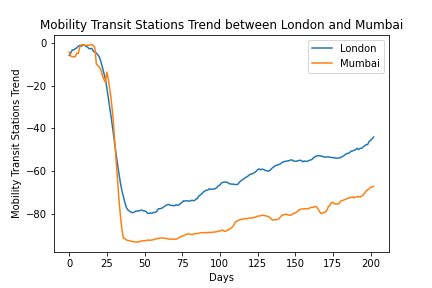 Mobility Transit Stations Trend between London and Mumbai
London
Mumbai
Mobility Transit Stations Trend
0
−20
−40
−60
−80
0 25 50 75 100 125 150 175 200
Days